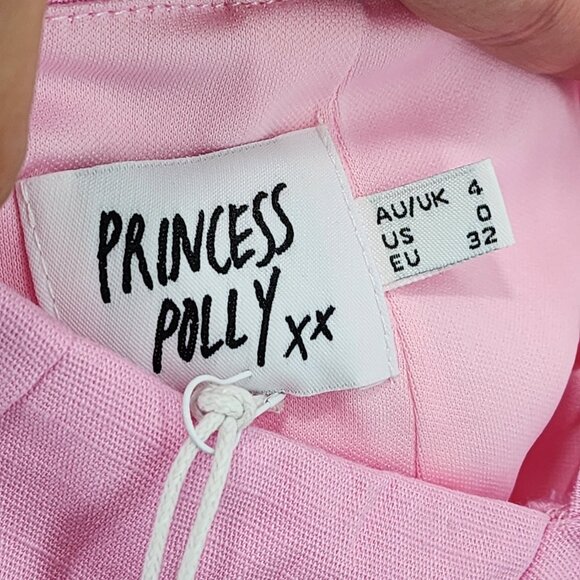 PRINCESS
POLLY xx
AU/UK 4
US 0
EU 32